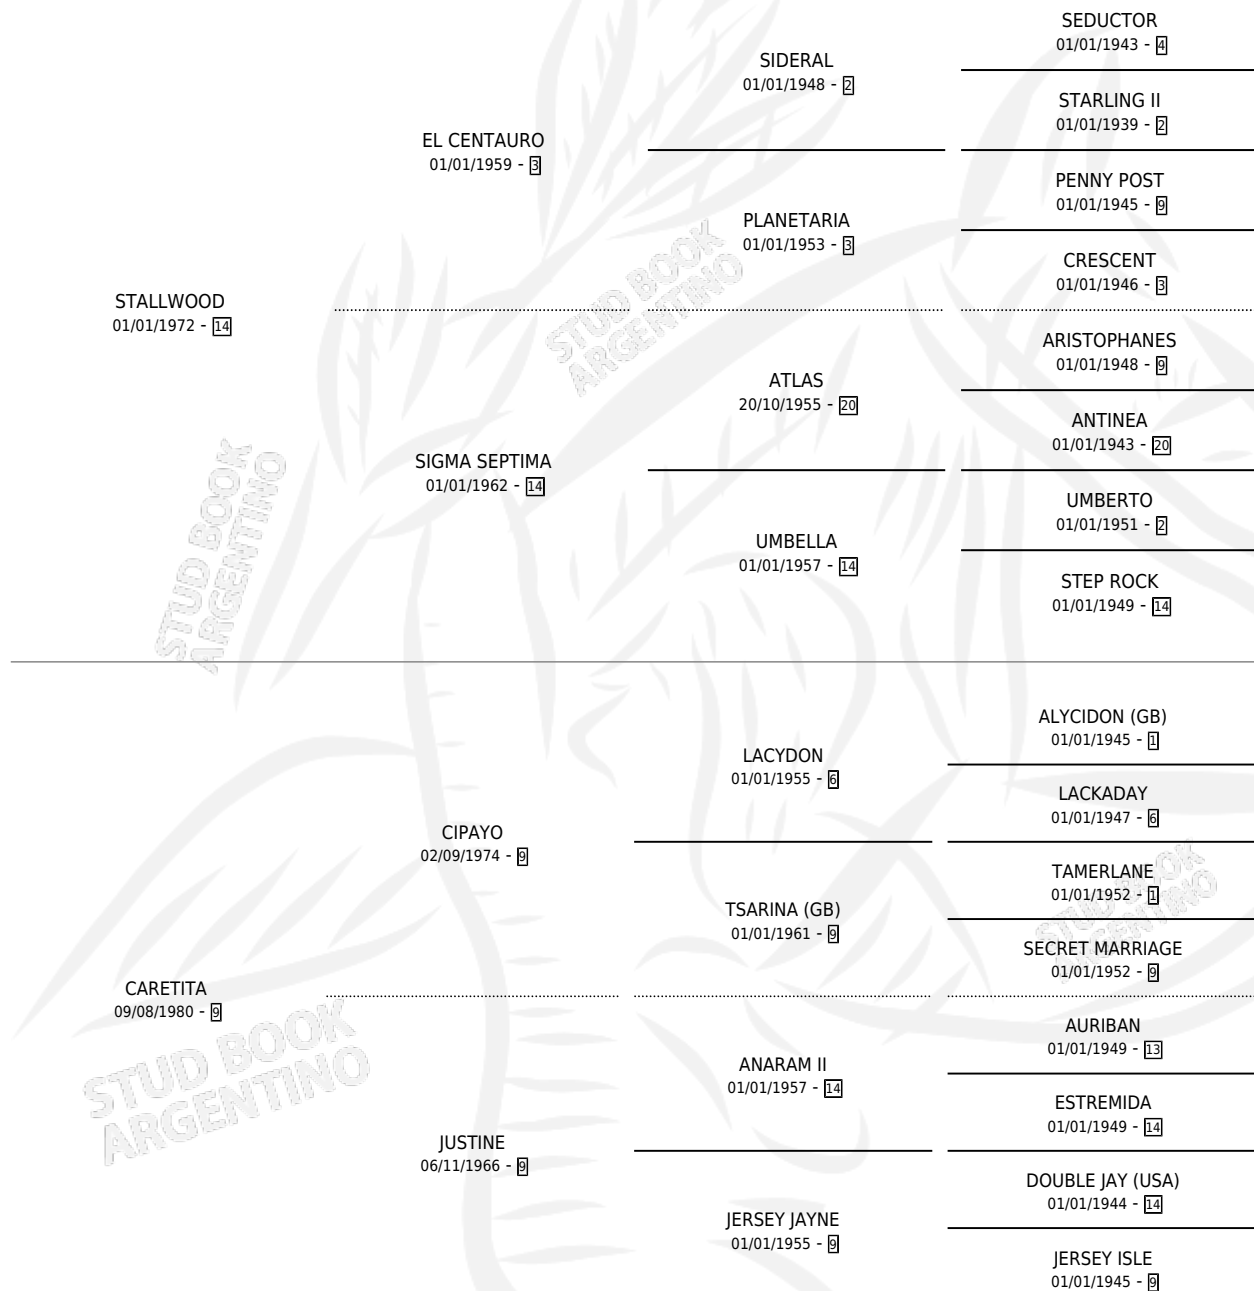 SEDUCTOR
01/01/1943 - 4
SIDERAL
01/01/1948 - 2
STARLING II
01/01/1939 - 2
EL CENTAURO
01/01/1959 - 3
PENNY POST
01/01/1945 - 9
PLANETARIA
01/01/1953 - 3
CRESCENT
01/01/1946 - 3
STALLWOOD
01/01/1972 - 14
STUD BOOK
ARGENTINO
ARISTOPHANES
01/01/1948 - 9
ATLAS
20/10/1955 - 20
ANTINEA
01/01/1943 - 20
SIGMA SEPTIMA
01/01/1962 - 14
UMBERTO
01/01/1951 - 2
UMBELLA
01/01/1957 - 14
STEP ROCK
01/01/1949 - 14
STUD BOOK
ARGENTINO
ALYCIDON (GB)
01/01/1945 - 1
LACYDON
01/01/1955 - 6
LACKADAY
01/01/1947 - 6
CIPAYO
02/09/1974 - 9
TAMERLANE
01/01/1952 - 1
TSARINA (GB)
01/01/1961 - 9
SECRET MARRIAGE
01/01/1952 - 9
STUD BOOK
ARGENTINO
CARETITA
09/08/1980 - 9
STUD BOOK
ARGENTINO
AURIBAN
01/01/1949 - 13
ANARAM II
01/01/1957 - 14
ESTREMIDA
01/01/1949 - 14
JUSTINE
06/11/1966 - 9
DOUBLE JAY (USA)
01/01/1944 - 14
JERSEY JAYNE
01/01/1955 - 9
JERSEY ISLE
01/01/1945 - 9